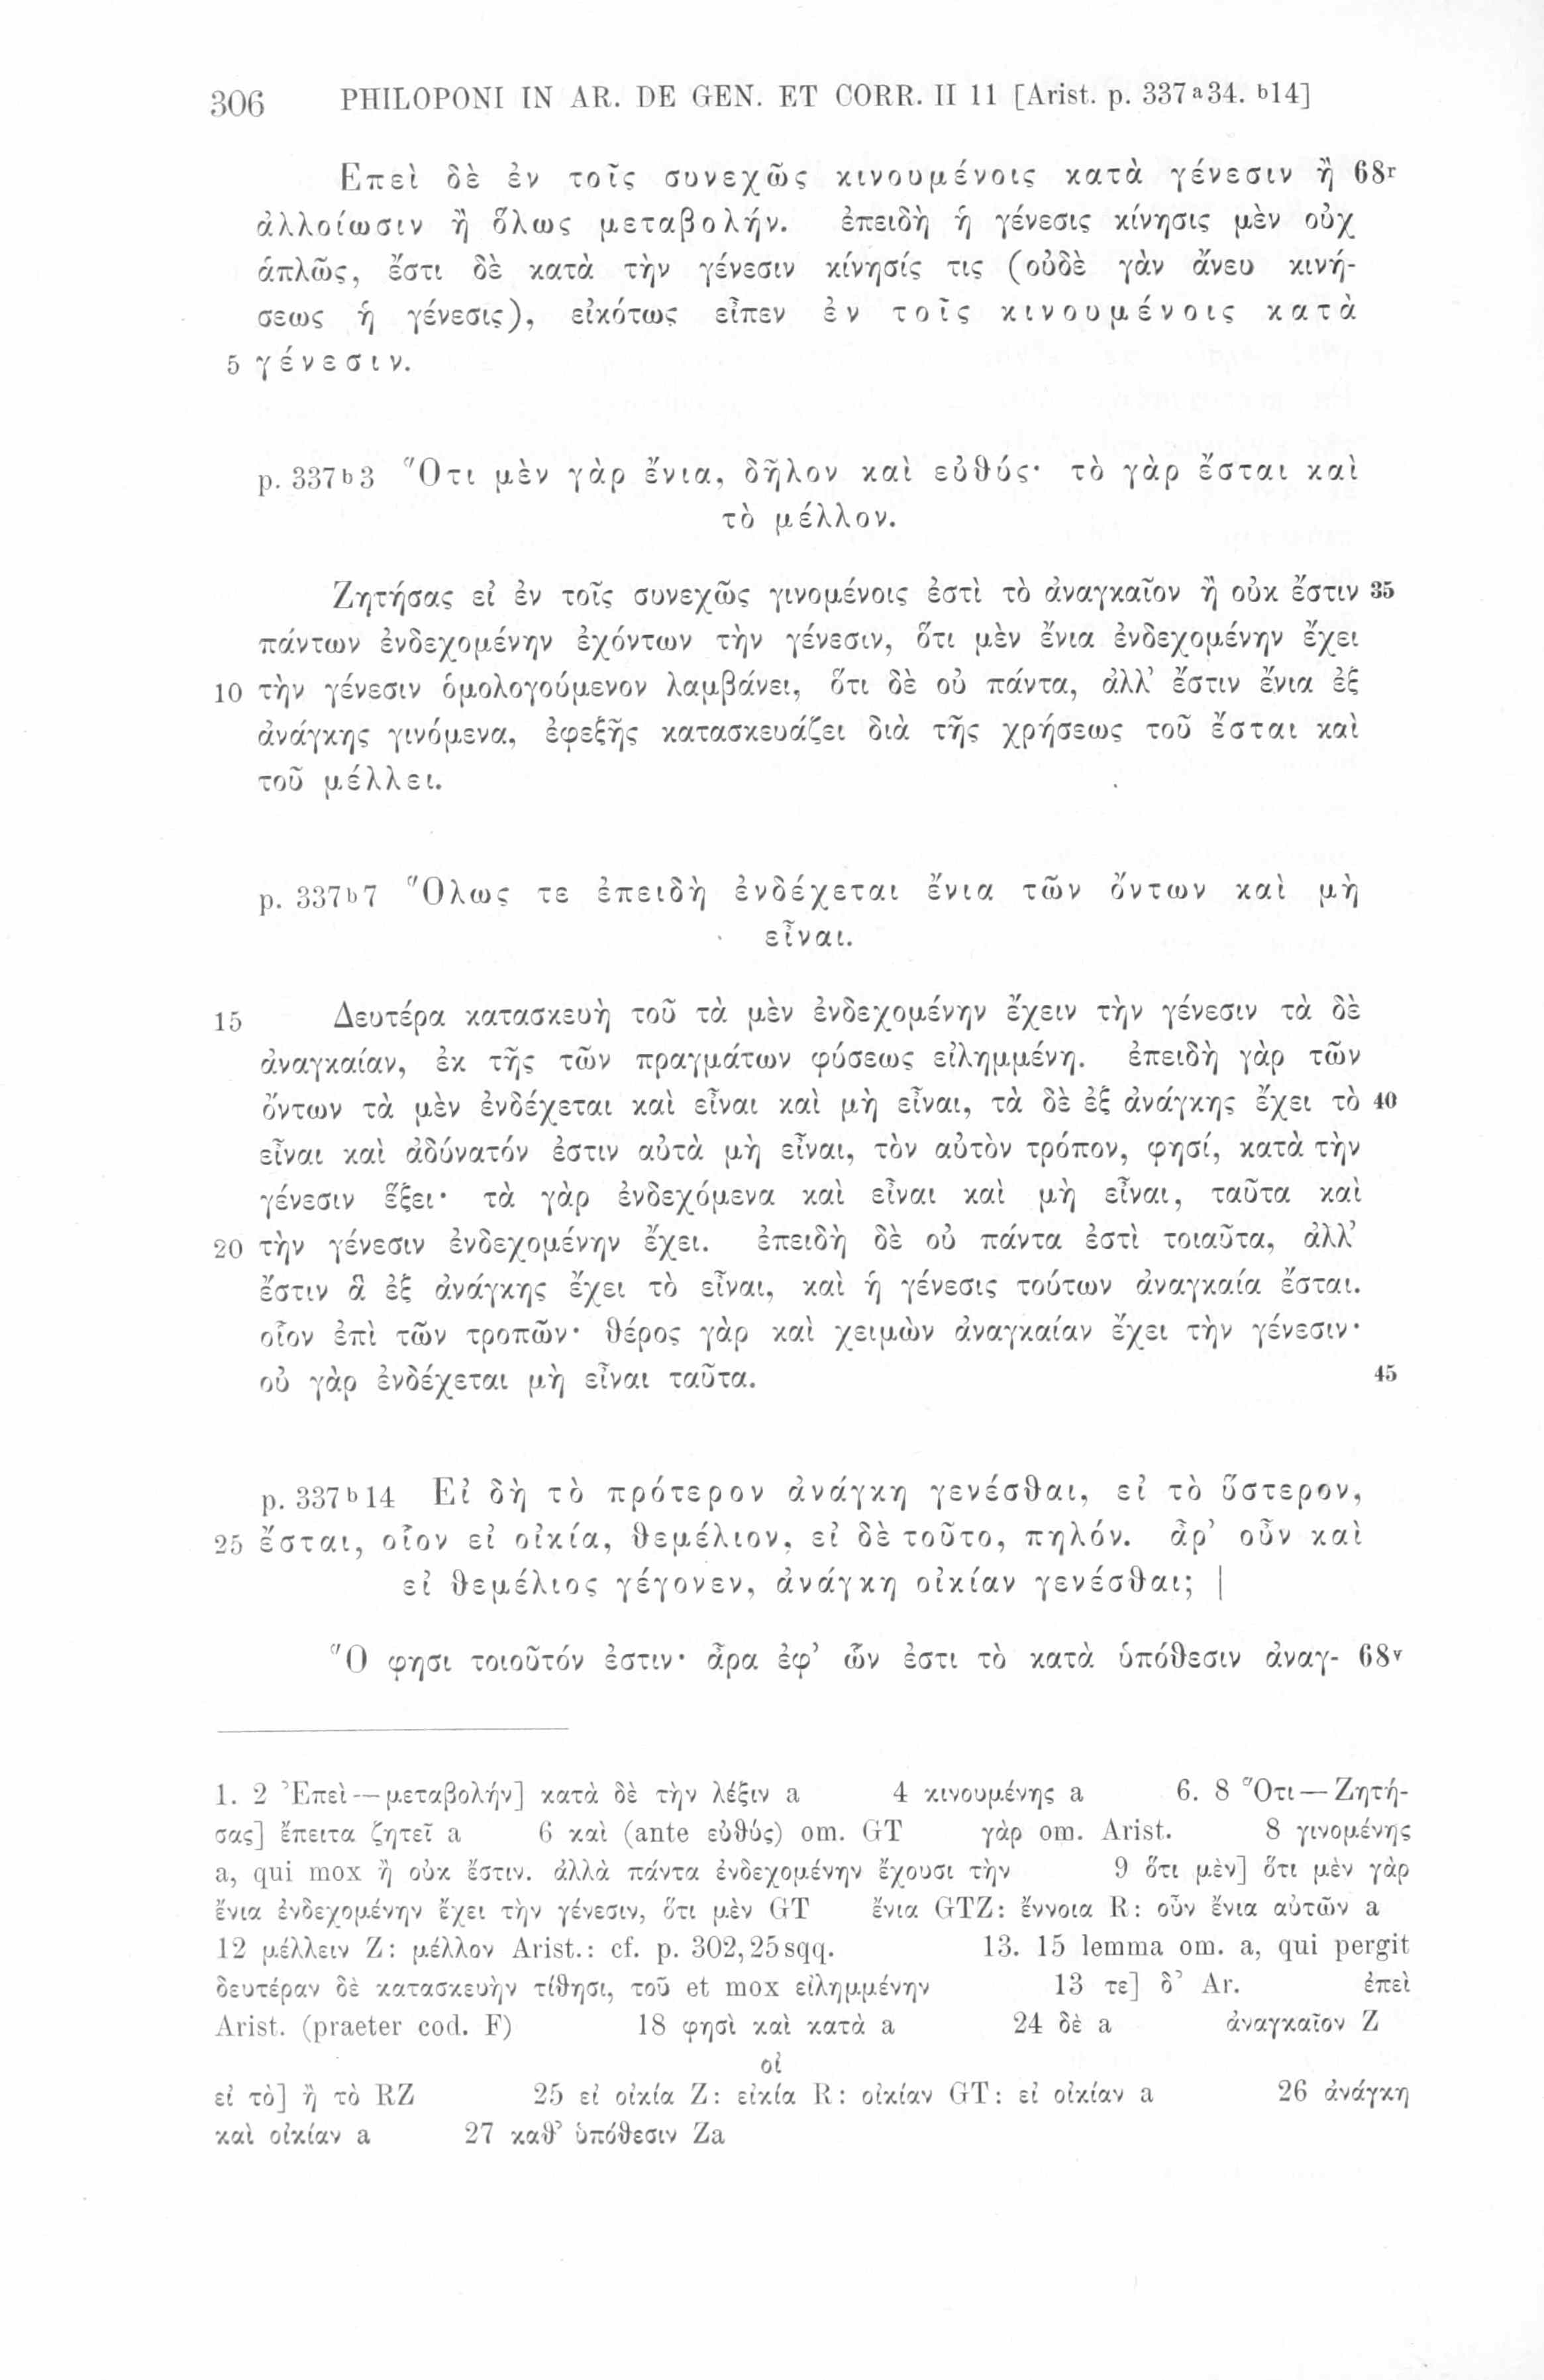 306 PHILOPONI IN AR. DE GEN. ET CORR. II 11 [Arist. p. 337a34. b14]
Ἐπεὶ δὲ ἐν τοῖς συνεχῶς κινουμένοις κατὰ γένεσιν ἢ 68r
ἀλλοίωσιν ἢ ὅλως μεταβολήν. ἐπειδὴ ἡ γένεσις κίνησις μὲν οὐχ
ἁπλῶς, ἔστι δὲ κατὰ τὴν γένεσιν κίνησίς τις (οὐδὲ γὰν ἄνευ κινή-
σεως ἡ γένεσις), εἰκότως εἶπεν ἐν τοῖς κινουμένοις κατὰ
5 γένεσιν.
p. 337b3 Ὅτι μὲν γὰρ ἔνια, δῆλον καὶ εὐθύς· τὸ γὰρ ἔσται καὶ
τὸ μέλλον.
Ζητήσας εἰ ἐν τοῖς συνεχῶς γινομένοις ἐστὶ τὸ ἀναγκαῖον ἢ οὐκ ἔστιν 35
πάντων ἐνδεχομένην ἐχόντων τὴν γένεσιν, ὅτι μὲν ἔνια ἐνδεχομένην ἔχει
10 τὴν γένεσιν ὁμολογούμενον λαμβάνει, ὅτι δὲ οὐ πάντα, ἀλλ’ ἔστιν ἔνια ἐξ
ἀνάγκης γινόμενα, ἐφεξῆς κατασκευάζει διὰ τῆς χρήσεως τοῦ ἔσται καὶ
τοῦ μέλλει.
p. 337b7 Ὅλως τε ἐπειδὴ ἐνδέχεται ἔνια τῶν ὄντων καὶ μὴ
εἶναι.
15 Δευτέρα κατασκευὴ τοῦ τὰ μὲν ἐνδεχομένην ἔχειν τὴν γένεσιν τὰ δὲ
ἀναγκαίαν, ἐκ τῆς τῶν πραγμάτων φύσεως εἰλημμένη. ἐπειδὴ γὰρ τῶν
ὄντων τὰ μὲν ἐνδέχεται καὶ εἶναι καὶ μὴ εἶναι, τὰ δὲ ἐξ ἀνάγκης ἔχει τὸ 40
εἶναι καὶ ἀδύνατόν ἐστιν αὐτὰ μὴ εἶναι, τὸν αὐτὸν τρόπον, φησί, κατὰ τὴν
γένεσιν ἕξει· τὰ γὰρ ἐνδεχόμενα καὶ εἶναι καὶ μὴ εἶναι, ταῦτα καὶ
20 τὴν γένεσιν ἐνδεχομένην ἔχει. ἐπειδὴ δὲ οὐ πάντα ἐστὶ τοιαῦτα, ἀλλ’
ἔστιν ἃ ἐξ ἀνάγκης ἔχει τὸ εἶναι, καὶ ἡ γένεσις τούτων ἀναγκαία ἔσται.
οἷον ἐπὶ τῶν τροπῶν· θέρος γὰρ καὶ χειμὼν ἀναγκαίαν ἔχει τὴν γένεσιν·
οὐ γὰρ ἐνδέχεται μὴ εἶναι ταῦτα. 45
p. 337b14 Εἰ δὴ τὸ πρότερον ἀνάγκη γενέσθαι, εἰ τὸ ὕστερον,
25 ἔσται, οἷον εἰ οἰκία, θεμέλιον, εἰ δὲ τοῦτο, πηλόν. ἆρ’ οὖν καὶ
εἰ θεμέλιος γέγονεν, ἀνάγκη οἰκίαν γενέσθαι; |
Ὅ φησι τοιοῦτόν ἐστιν· ἆρα ἐφ’ ὧν ἐστι τὸ κατὰ ὑπόθεσιν ἀναγ- 68v
1. 2 Ἐπεὶ — μεταβολήν] κατὰ δὲ τὴν λέξιν a 4 κινουμένης a 6. 8 Ὅτι — Ζητή-
σας] ἔπειτα ζητεῖ a 6 καὶ (ante εὐθύς) om. GT γὰρ om. Arist. 8 γινομένης
a, qui mox ἢ οὐκ ἔστιν. ἀλλὰ πάντα ἐνδεχομένην ἔχουσι τὴν 9 ὅτι μὲν] ὅτι μὲν γὰρ
ἔνια ἐνδεχομένην ἔχει τὴν γένεσιν, ὅτι μὲν GT ἔνια GTZ: ἔννοια R: οὖν ἔνια αὐτῶν a
12 μέλλειν Z: μέλλον Arist.: cf. p. 302,25sqq. 13. 15 lemma om. a, qui pergit
δευτέραν δὲ κατασκευὴν τίθησι, τοῦ et mox εἰλημμένην 13 τε] δ’ Ar. ἐπεὶ
Arist. (praeter cod. F) 18 φησὶ καὶ κατὰ a 24 δὲ a ἀναγκαῖον Z
οἰ
εἰ τὸ] ἢ τὸ RZ 25 εἰ οἰκία Z: εἰκία R: οἰκίαν GT: εἰ οἰκίαν a 26 ἀνάγκη
καὶ οἰκίαν a 27 καθ’ ὑπόθεσιν Za